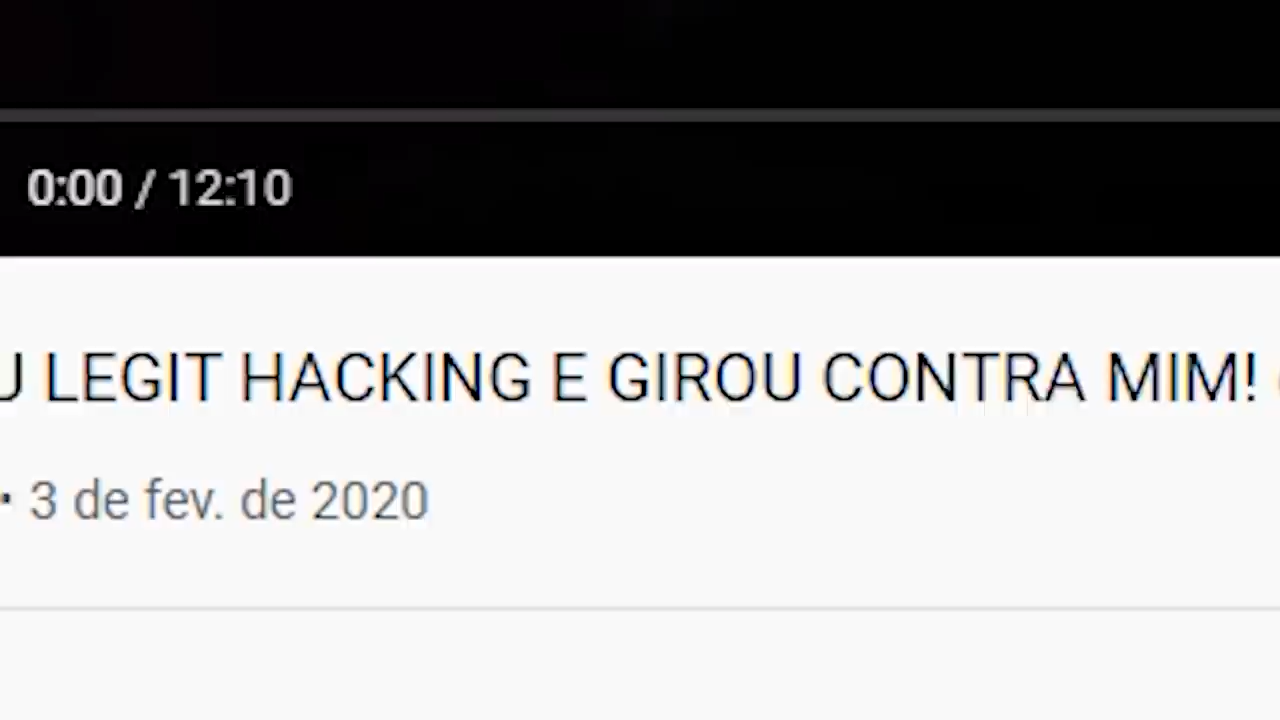 0:00 / 12:10
U LEGIT HACKING E GIROU CONTRA MIM!
• 3 de fev. de 2020